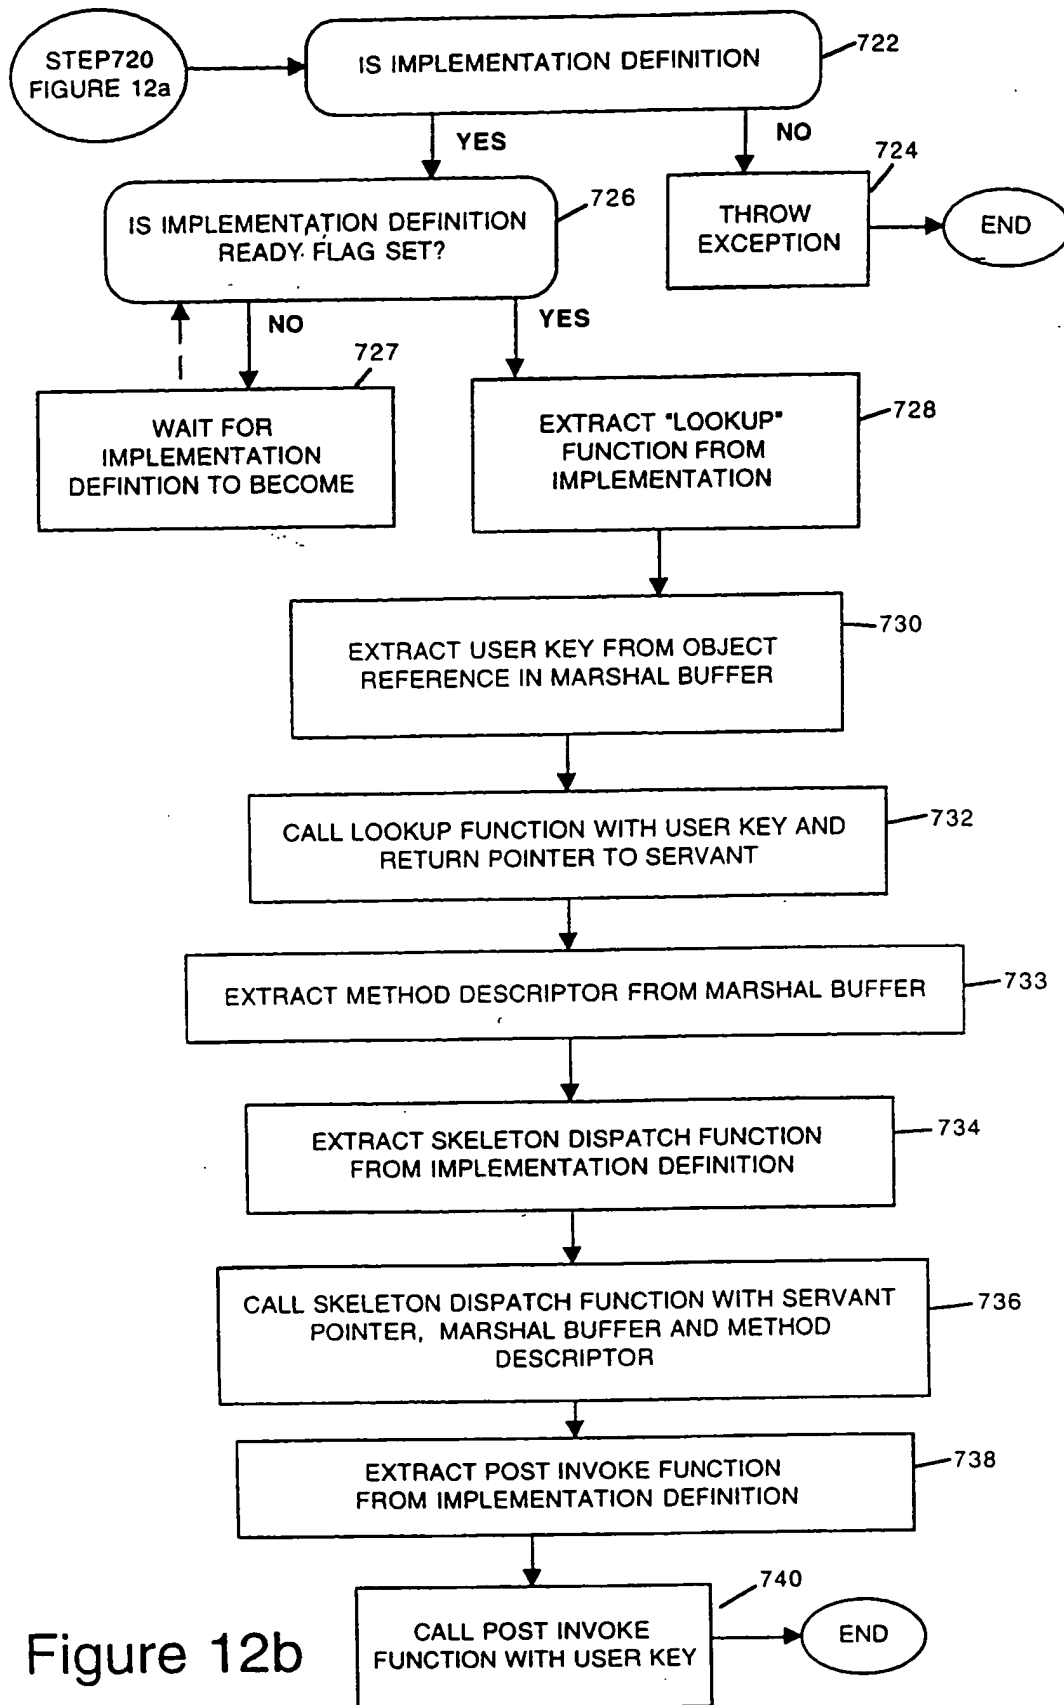 STEP720
FIGURE 12a
IS IMPLEMENTATION DEFINITION
722
YES
NO
724
THROW
EXCEPTION
END
IS IMPLEMENTATION DEFINITION
READY FLAG SET?
726
NO
YES
727
WAIT FOR
IMPLEMENTATION
DEFINTION TO BECOME
EXTRACT "LOOKUP"
FUNCTION FROM
IMPLEMENTATION
728
EXTRACT USER KEY FROM OBJECT
REFERENCE IN MARSHAL BUFFER
730
CALL LOOKUP FUNCTION WITH USER KEY AND
RETURN POINTER TO SERVANT
732
EXTRACT METHOD DESCRIPTOR FROM MARSHAL BUFFER
733
EXTRACT SKELETON DISPATCH FUNCTION
FROM IMPLEMENTATION DEFINITION
734
CALL SKELETON DISPATCH FUNCTION WITH SERVANT
POINTER, MARSHAL BUFFER AND METHOD
DESCRIPTOR
736
EXTRACT POST INVOKE FUNCTION
FROM IMPLEMENTATION DEFINITION
738
CALL POST INVOKE
FUNCTION WITH USER KEY
740
END
Figure 12b